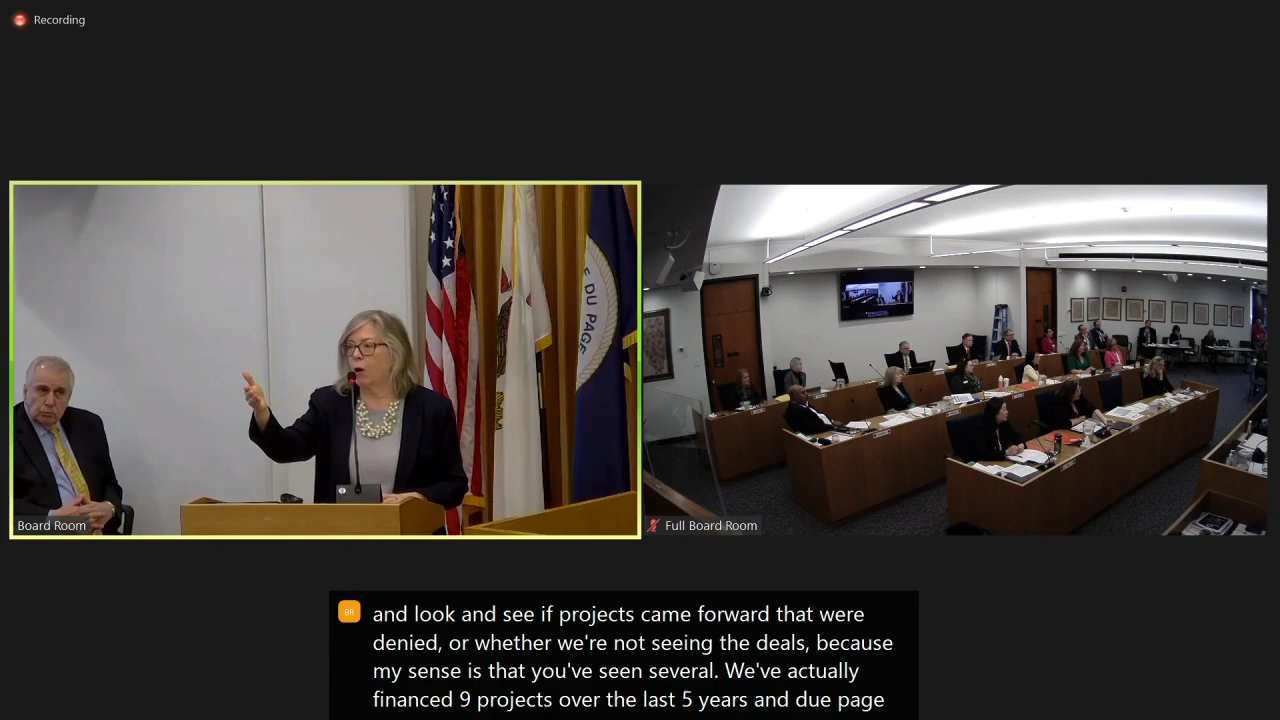 Recording
E DU PAGE
Board Room
Full Board Room
BR
and look and see if projects came forward that were
denied, or whether we're not seeing the deals, because
my sense is that you've seen several. We've actually
financed 9 projects over the last 5 years and due page